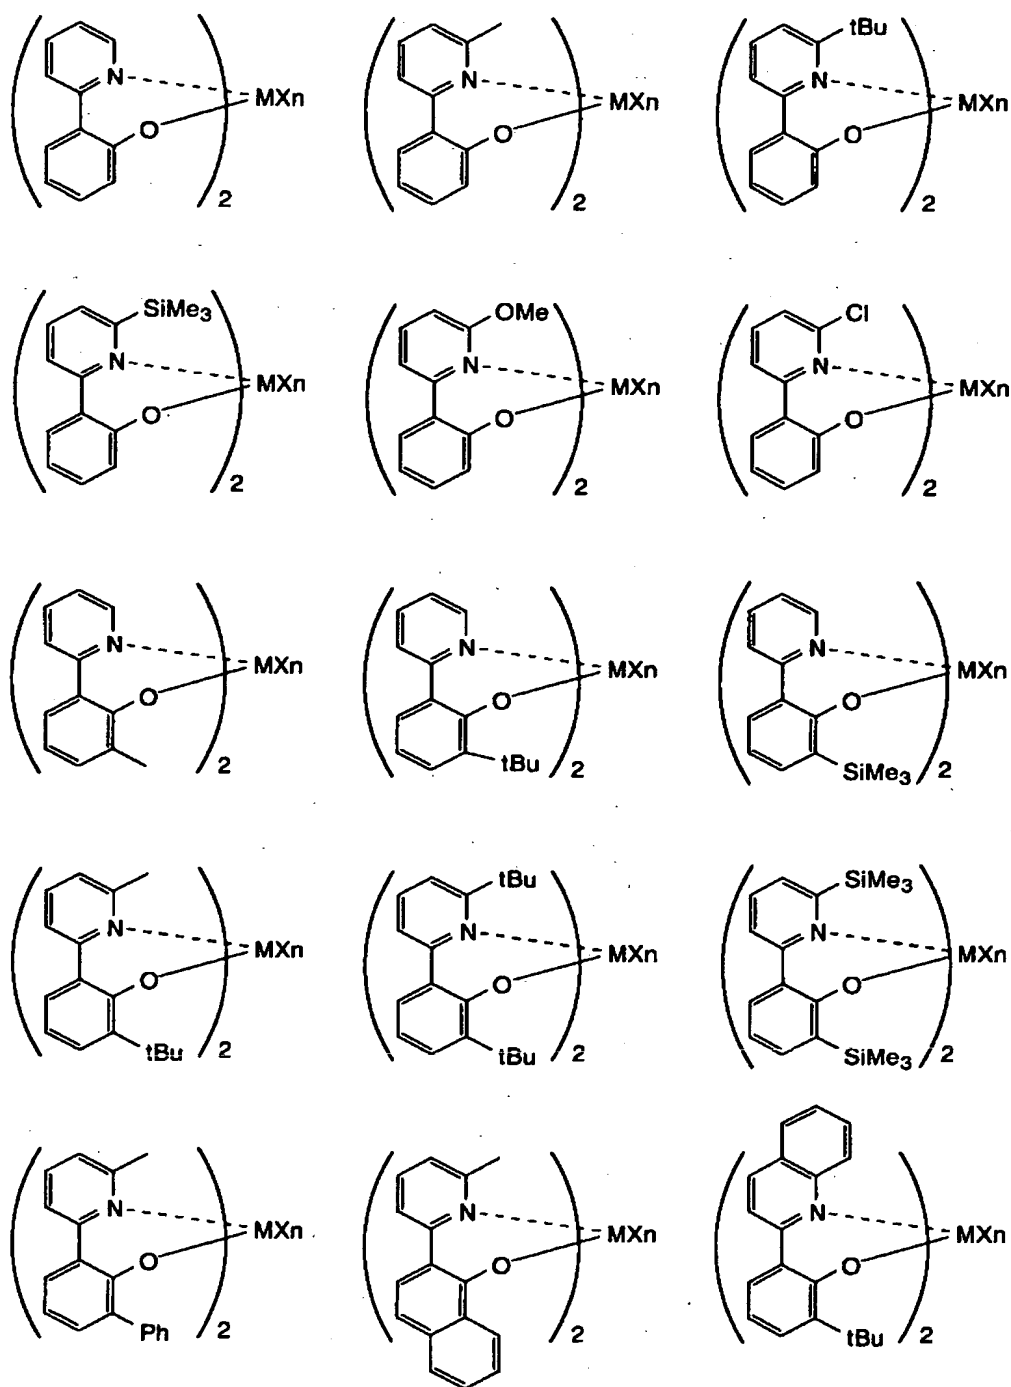 N O MXn 2 N O MXn 2 tBu N O MXn 2
SiMe3 N O MXn 2 OMe N O MXn 2 Cl N O MXn 2
N O MXn 2 N O tBu MXn 2 N O SiMe3 MXn 2
N O tBu MXn 2 tBu N O tBu MXn 2 SiMe3 N O SiMe3 MXn 2
N O Ph MXn 2 N O MXn 2 N O tBu MXn 2